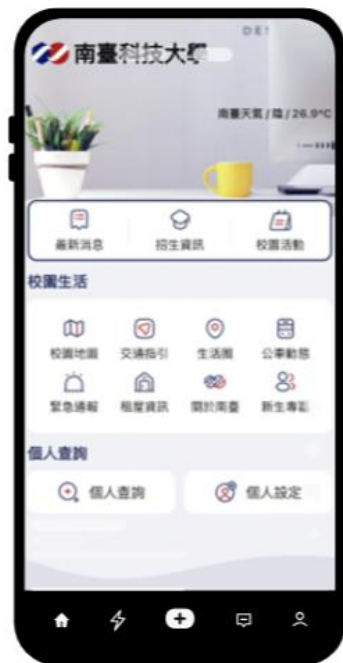 DES
南臺科技大學
南臺天氣 / 陰 / 26.9°C
最新消息 招生資訊 校園活動
校園生活
校園地圖 交通指引 生活圈 公車動態
緊急通報 租屋資訊 關於南臺 新生專區
個人查詢
個人查詢 個人設定